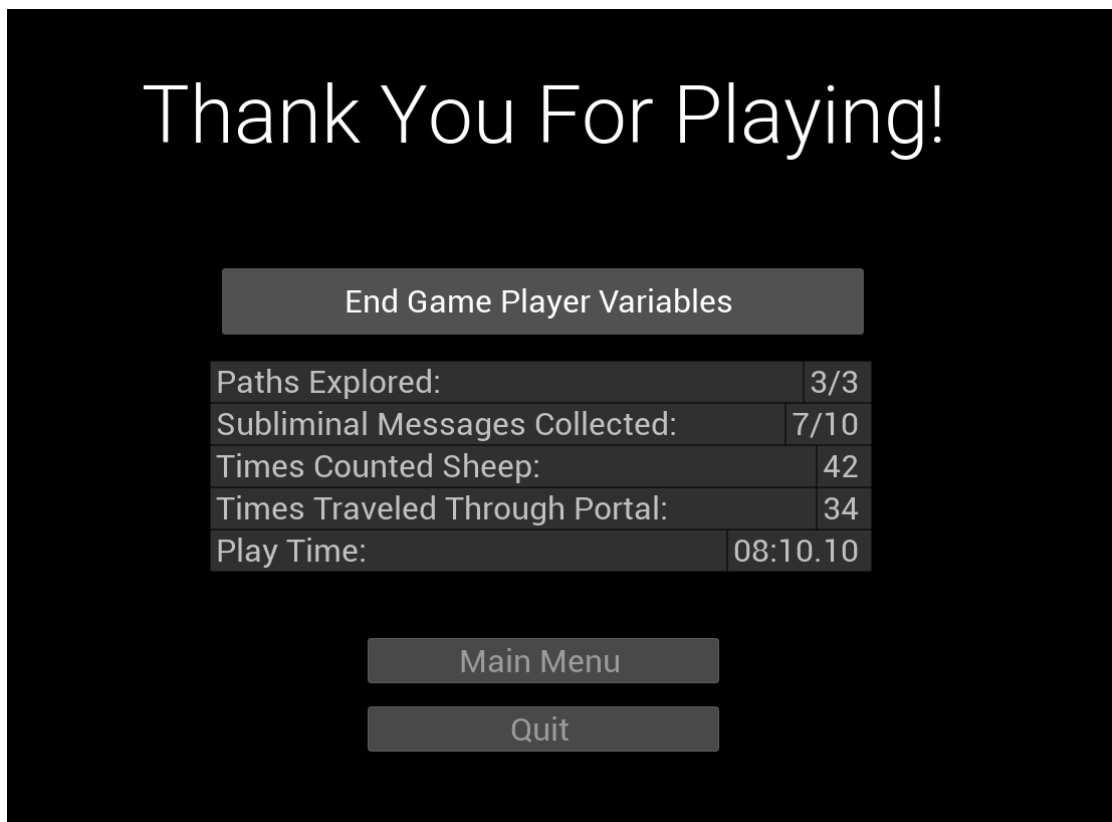 Thank You For Playing!
End Game Player Variables
Paths Explored: 3/3
Subliminal Messages Collected: 7/10
Times Counted Sheep: 42
Times Traveled Through Portal: 34
Play Time: 08:10.10
Main Menu
Quit